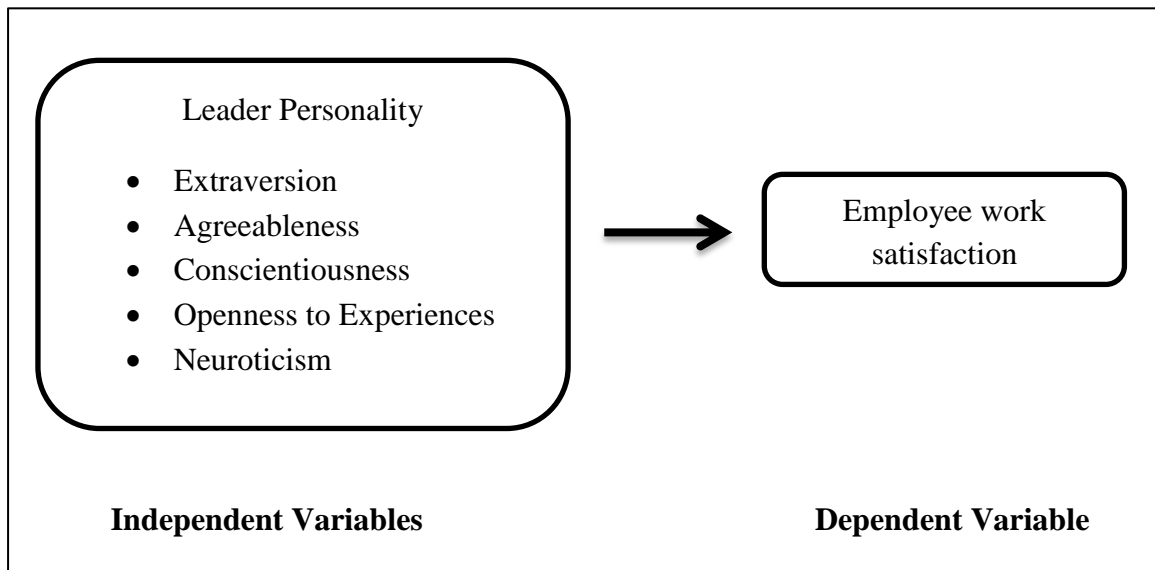 Leader Personality
• Extraversion
• Agreeableness
• Conscientiousness
• Openness to Experiences
• Neuroticism
Employee work
satisfaction
Independent Variables
Dependent Variable